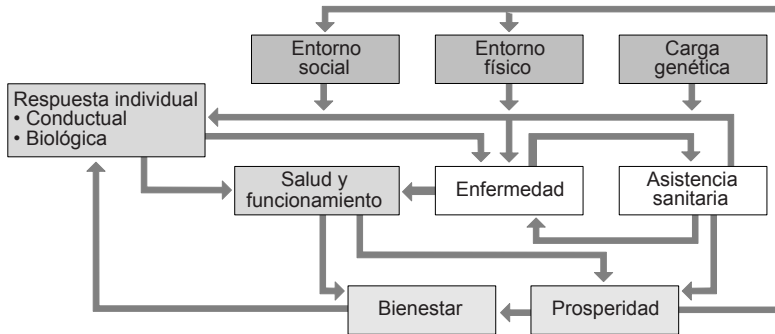 Entorno
social
Entorno
físico
Carga
genética
Respuesta individual
• Conductual
• Biológica
Salud y
funcionamiento
Enfermedad
Asistencia
sanitaria
Bienestar
Prosperidad